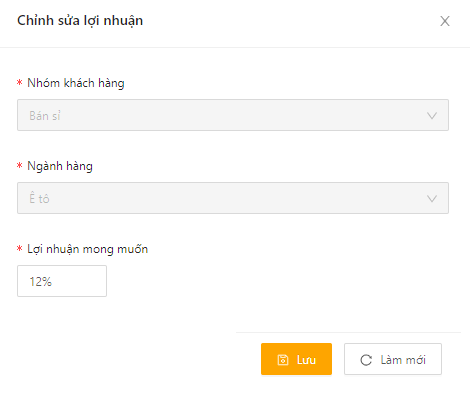 Chỉnh sửa lợi nhuận
* Nhóm khách hàng
Bán sỉ
* Ngành hàng
Ê tô
* Lợi nhuận mong muốn
12%
Lưu
Làm mới